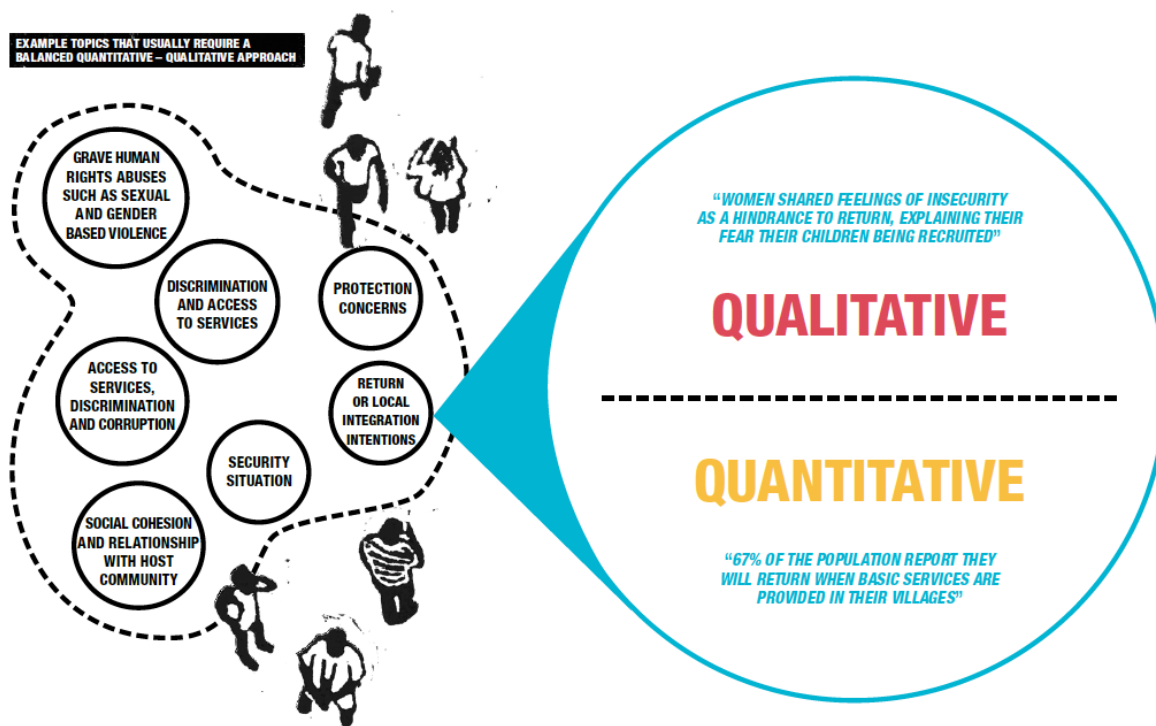 EXAMPLE TOPICS THAT USUALLY REQUIRE A
BALANCED QUANTITATIVE – QUALITATIVE APPROACH
GRAVE HUMAN
RIGHTS ABUSES
SUCH AS SEXUAL
AND GENDER
BASED VIOLENCE
DISCRIMINATION
AND ACCESS
TO SERVICES
PROTECTION
CONCERNS
ACCESS TO
SERVICES,
DISCRIMINATION
AND CORRUPTION
RETURN
OR LOCAL
INTEGRATION
INTENTIONS
SECURITY
SITUATION
SOCIAL COHESION
AND RELATIONSHIP
WITH HOST
COMMUNITY
“WOMEN SHARED FEELINGS OF INSECURITY
AS A HINDRANCE TO RETURN, EXPLAINING THEIR
FEAR THEIR CHILDREN BEING RECRUITED”
QUALITATIVE
QUANTITATIVE
“67% OF THE POPULATION REPORT THEY
WILL RETURN WHEN BASIC SERVICES ARE
PROVIDED IN THEIR VILLAGES”